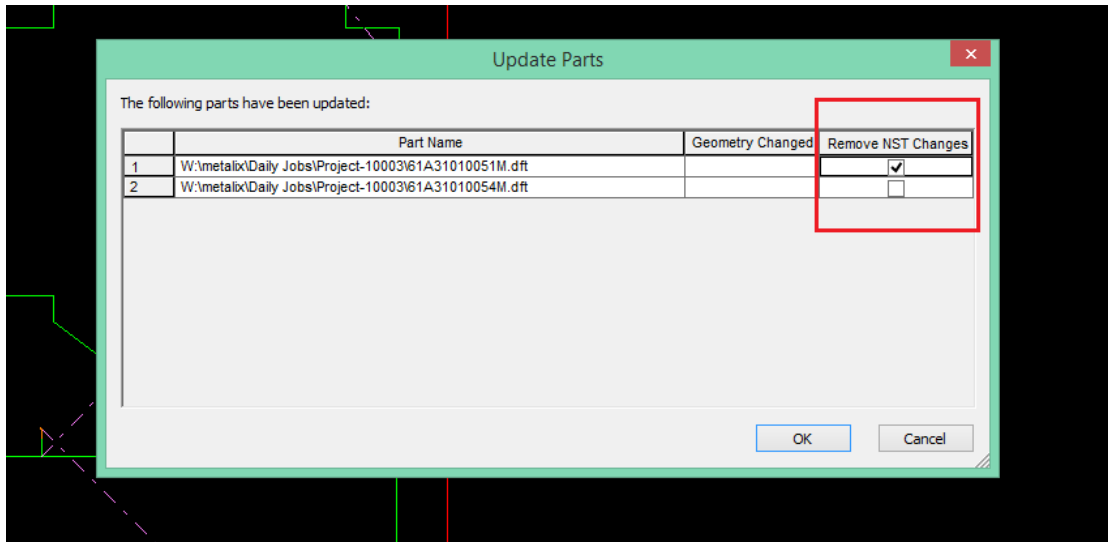 Update Parts
The following parts have been updated:
Part Name Geometry Changed Remove NST Changes
1 W:\metalix\Daily Jobs\Project-10003\61A31010051M.dft
2 W:\metalix\Daily Jobs\Project-10003\61A31010054M.dft
OK Cancel